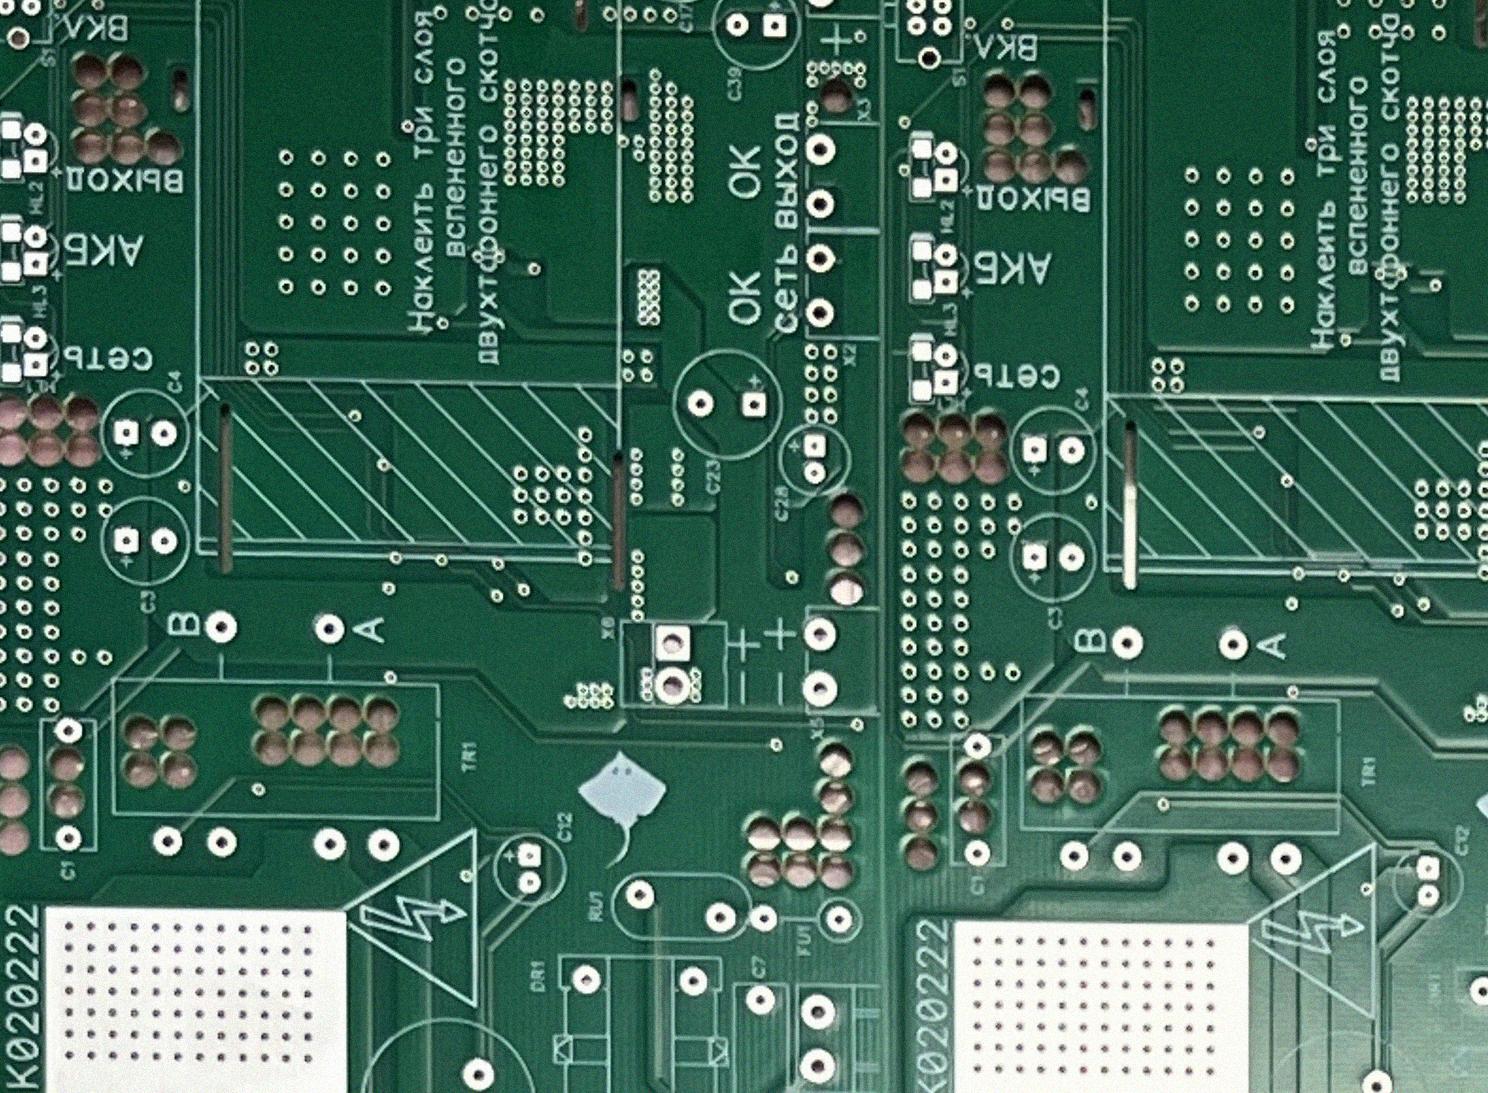 S1
ВКЛ
Наклеить три слоя
вспененного
двухстороннего скотча
C39
X3
S1
ВКЛ
Наклеить три слоя
вспененного
двухстороннего скотча
ВЫХОД
HL2
АКБ
HL3
сеть
OK
OK
сеть выход
X2
ВЫХОД
HL2
АКБ
HL3
сеть
C4
C3
C23
C28
C4
C3
B
A
X6
+
+
X5
B
A
TR1
TR1
C1
C12
RU1
FU1
C1
C12
K020222
DR1
C7
K020222